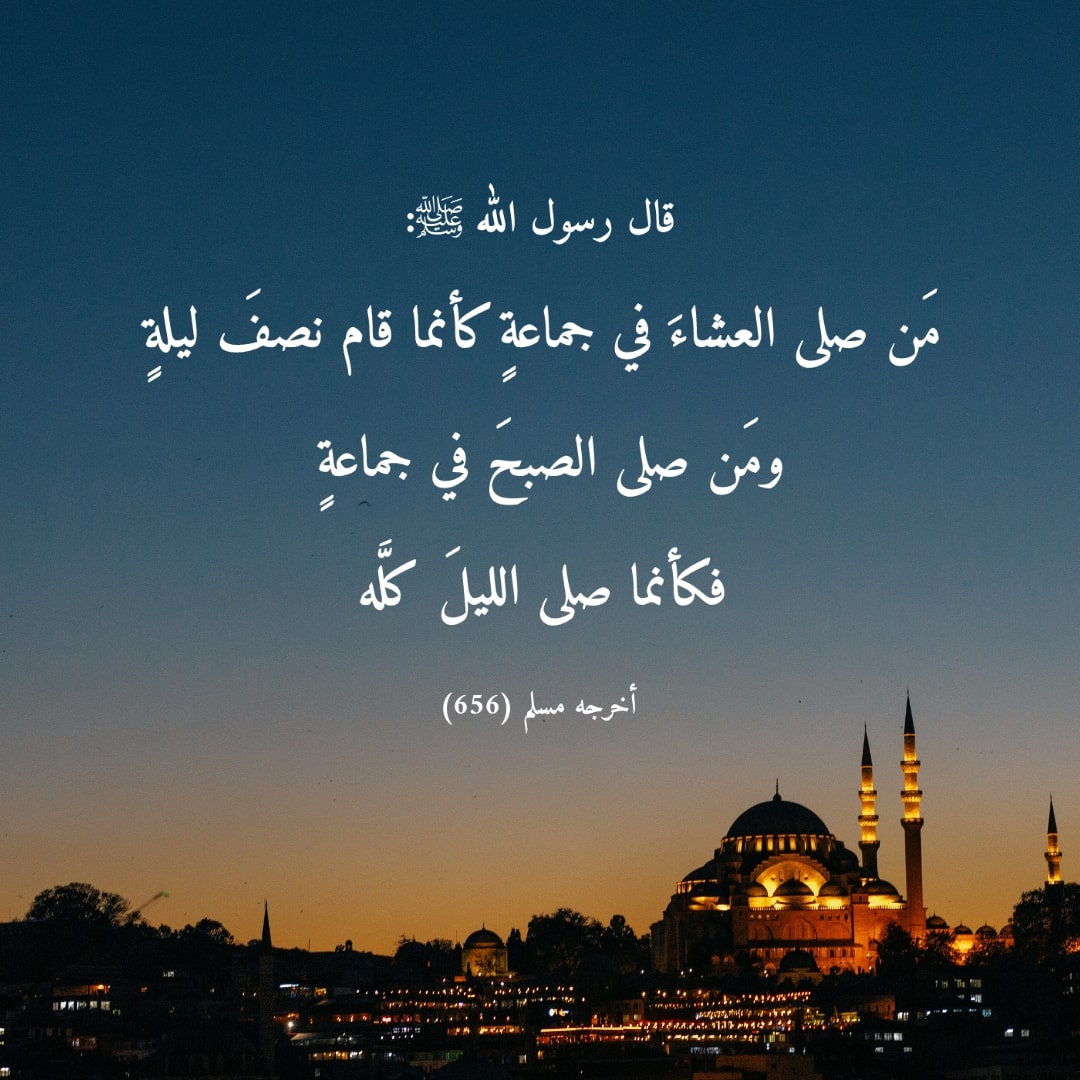 قال رسول الله ﷺ:
مَن صلى العشاءَ في جماعةٍ كأنما قام نصفَ ليلةٍ
ومَن صلى الصبحَ في جماعةٍ
فكأنما صلى الليلَ كلَّه
أخرجه مسلم (656)